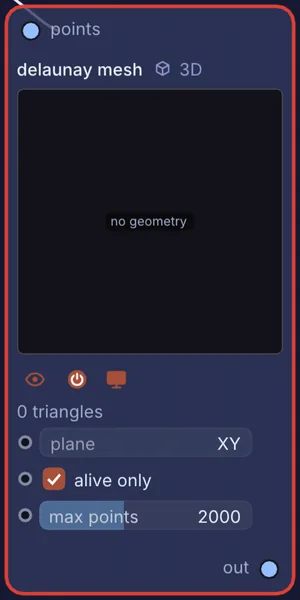 points
delaunay mesh 3D
no geometry
0 triangles
plane XY
alive only
max points 2000
out